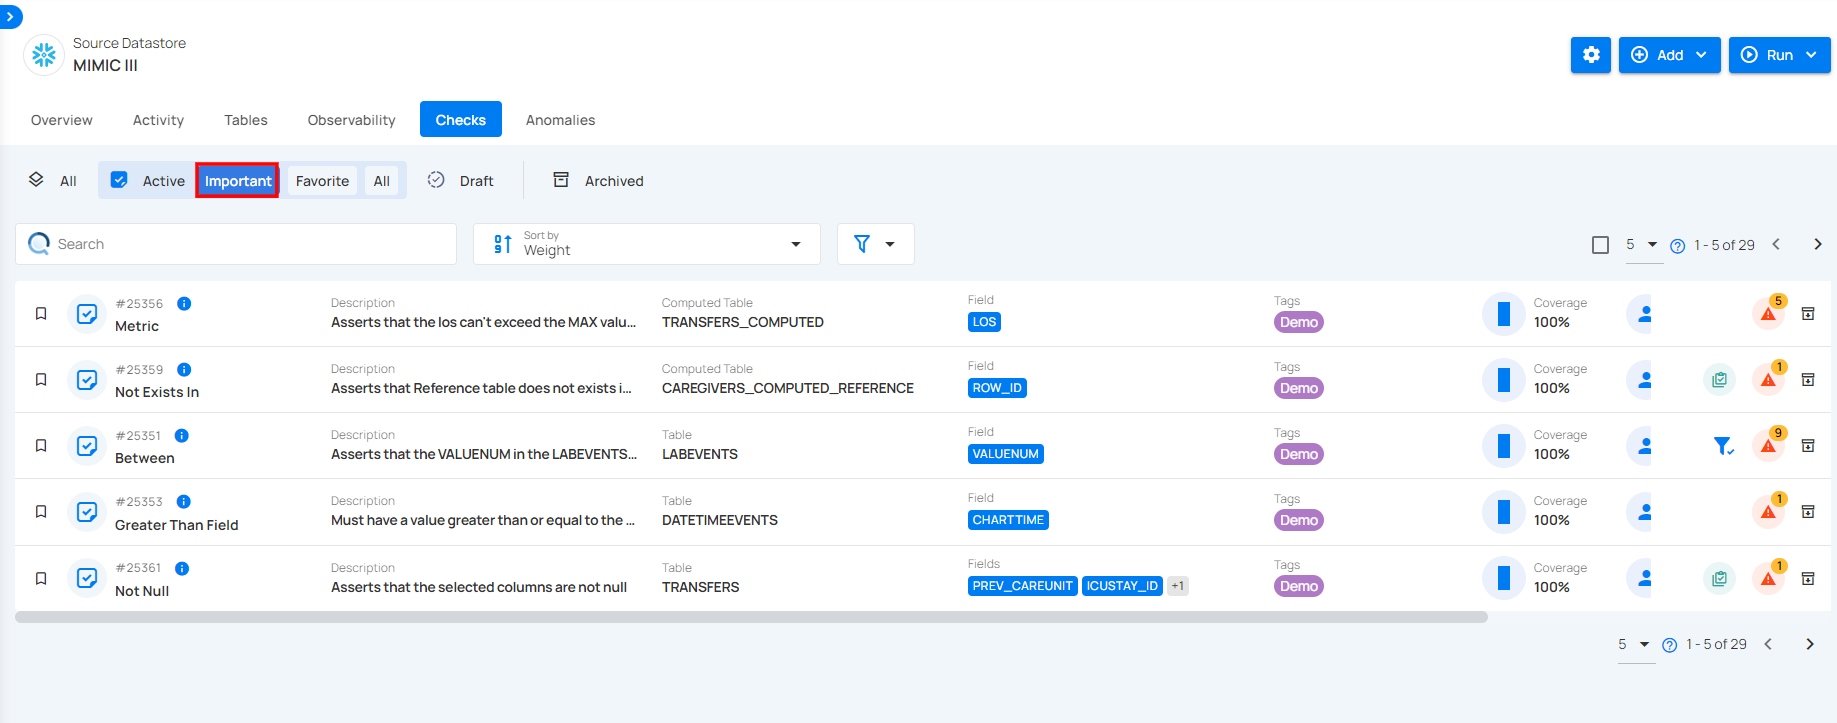 Source Datastore
MIMIC III
Add
Run
Overview
Activity
Tables
Observability
Checks
Anomalies
All
Active
Important
Favorite
All
Draft
Archived
Search
Sort by
Weight
5
1 - 5 of 29
#25356
Metric
Description
Asserts that the los can't exceed the MAX valu...
Computed Table
TRANSFERS_COMPUTED
Field
LOS
Tags
Demo
Coverage
100%
5
#25359
Not Exists In
Description
Asserts that Reference table does not exists i...
Computed Table
CAREGIVERS_COMPUTED_REFERENCE
Field
ROW_ID
Tags
Demo
Coverage
100%
1
#25351
Between
Description
Asserts that the VALUENUM in the LABEVENTS...
Table
LABEVENTS
Field
VALUENUM
Tags
Demo
Coverage
100%
9
#25353
Greater Than Field
Description
Must have a value greater than or equal to the ...
Table
DATETIMEEVENTS
Field
CHARTTIME
Tags
Demo
Coverage
100%
1
#25361
Not Null
Description
Asserts that the selected columns are not null
Table
TRANSFERS
Fields
PREV_CAREUNIT
ICUSTAY_ID
+1
Tags
Demo
Coverage
100%
1
5
1 - 5 of 29